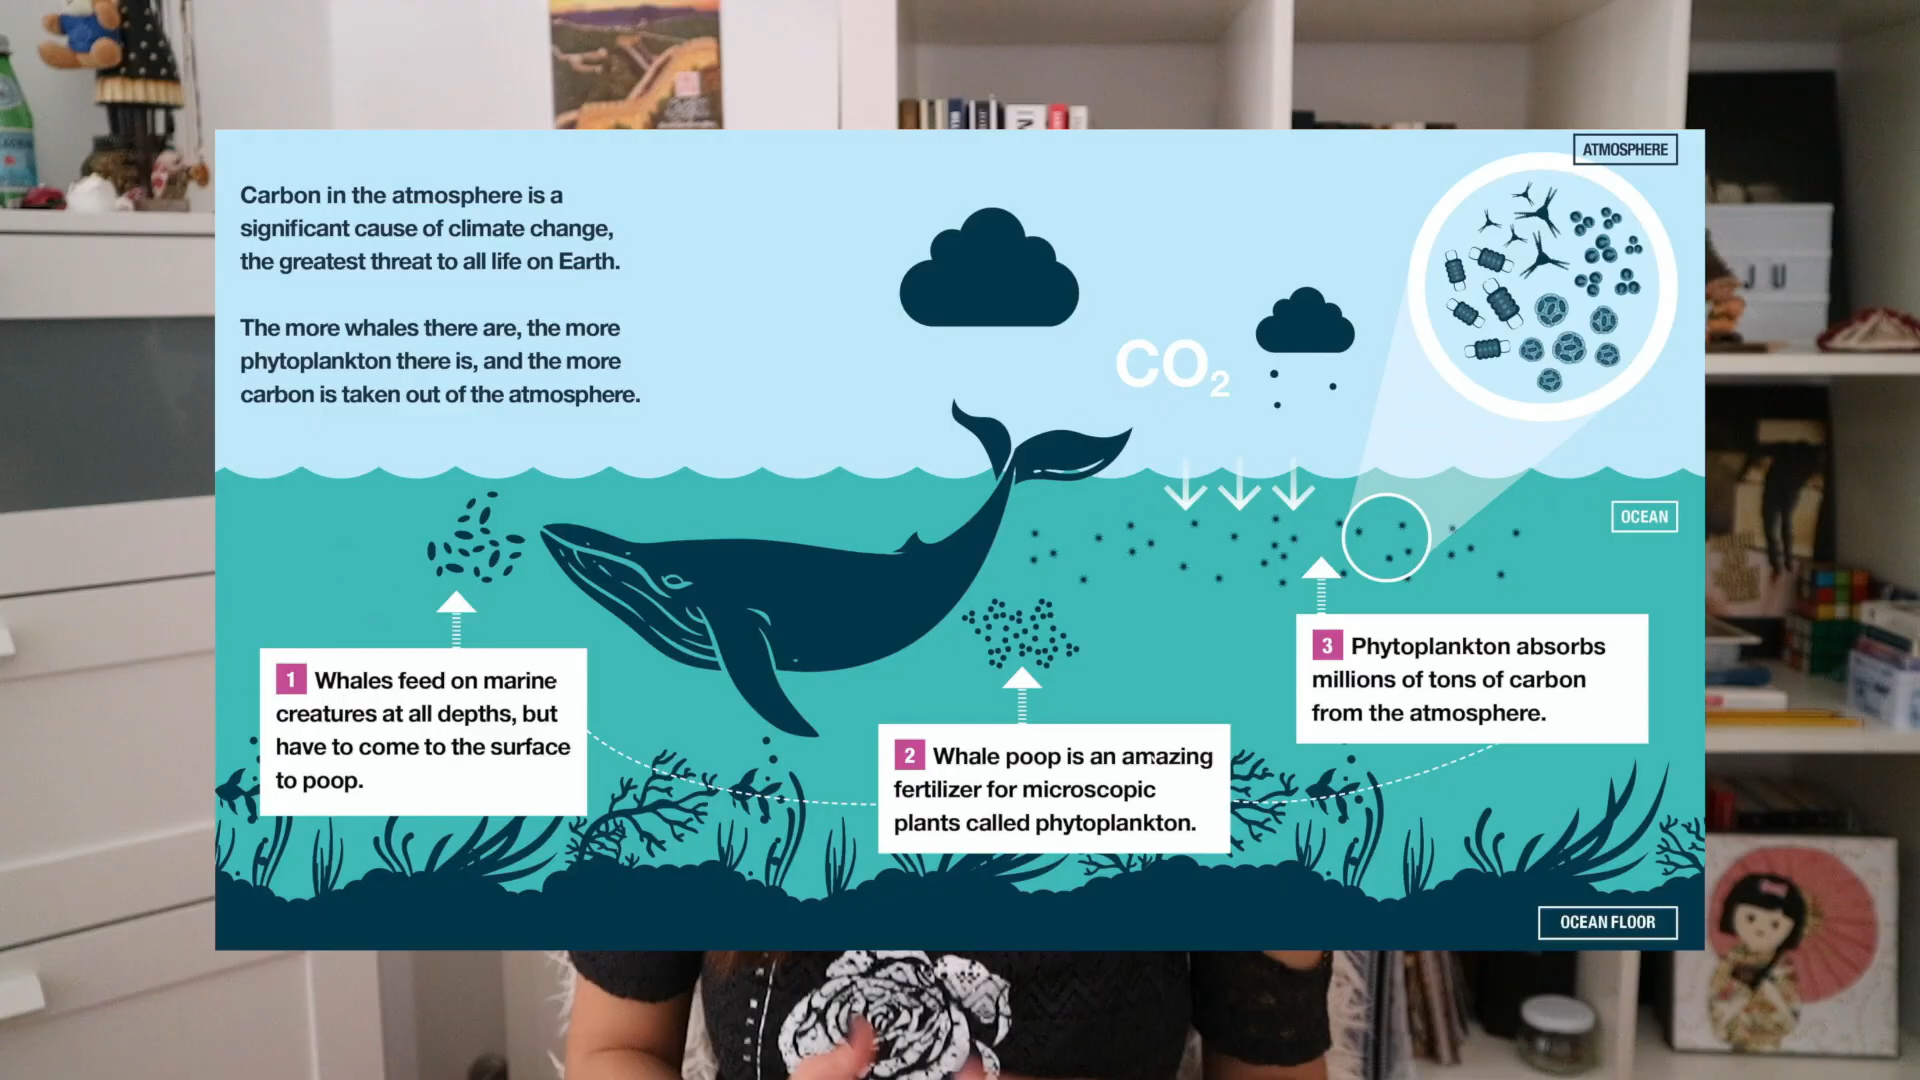 ATMOSPHERE
Carbon in the atmosphere is a
significant cause of climate change,
the greatest threat to all life on Earth.
The more whales there are, the more
phytoplankton there is, and the more
carbon is taken out of the atmosphere.
CO₂
J U
OCEAN
1 Whales feed on marine
creatures at all depths, but
have to come to the surface
to poop.
2 Whale poop is an amazing
fertilizer for microscopic
plants called phytoplankton.
3 Phytoplankton absorbs
millions of tons of carbon
from the atmosphere.
OCEAN FLOOR